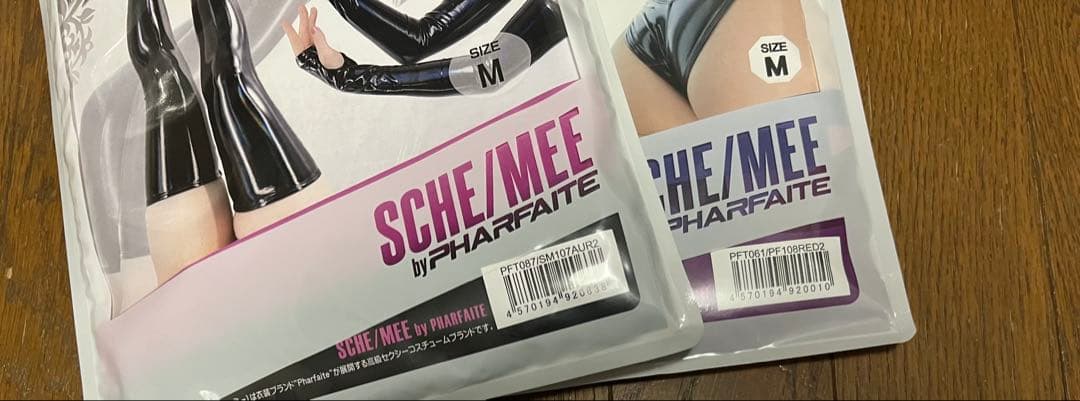 SIZE
M
SCHE/MEE
by PHARFAITE
PFT087/SM107AUR2
4 570194 920838
SCHE/MEE by PHARFAITE
は衣装ブランド"Pharfaite"が展開する高級セクシーコスチュームブランドです。
SIZE
M
CHE/MEE
PHARFAITE
PFT061/PF108RED2
4 570194 920010